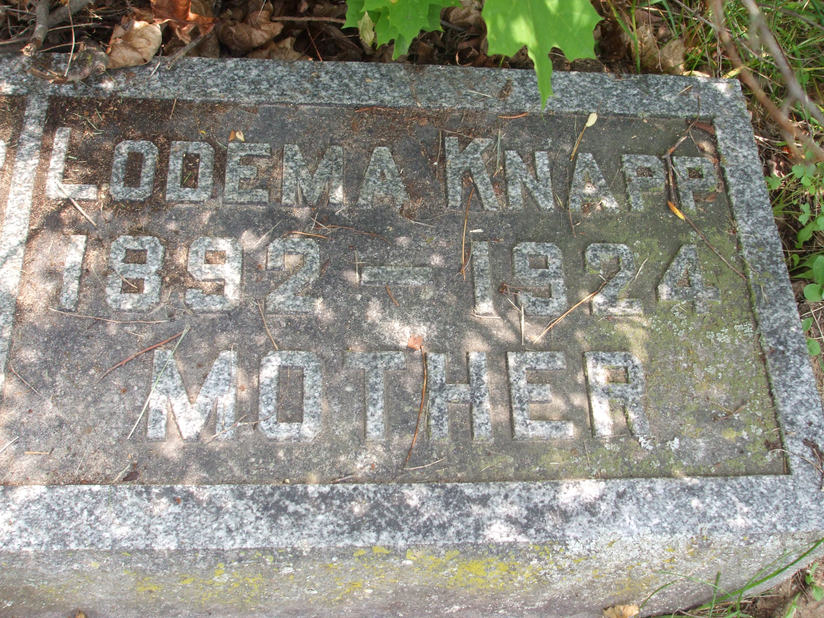 LODEMA KNAPP
1892 - 1924
MOTHER